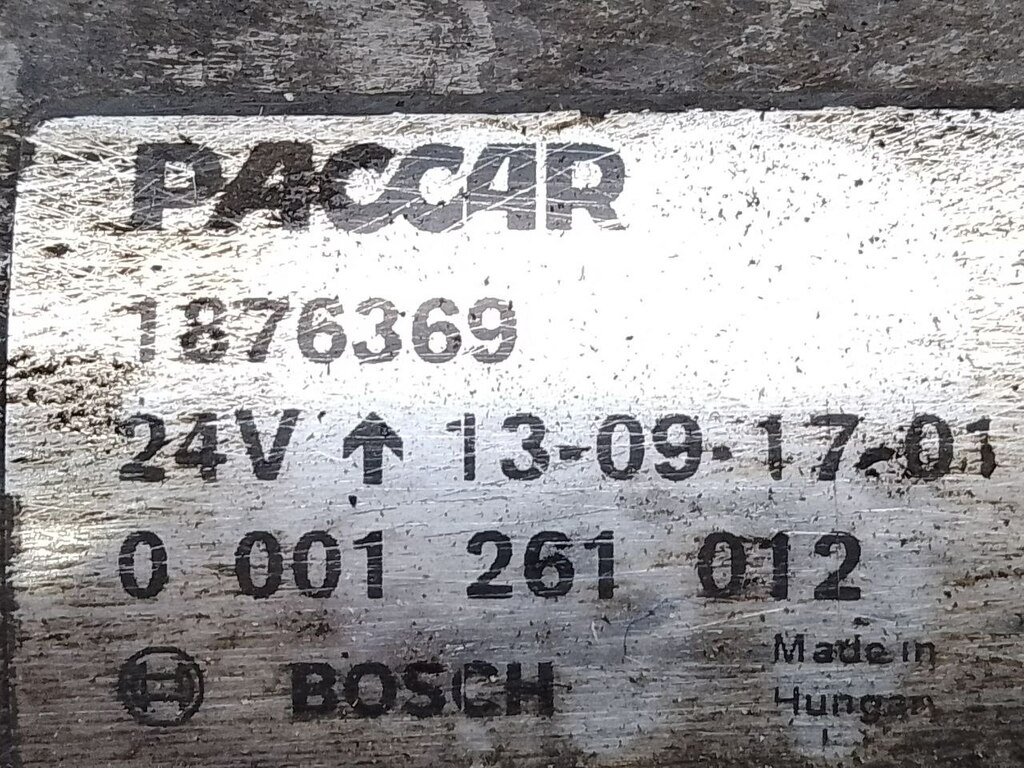 PACCAR
1876369
24V ↑ 13-09-17-01
0 001 261 012
BOSCH
Made in
Hungary